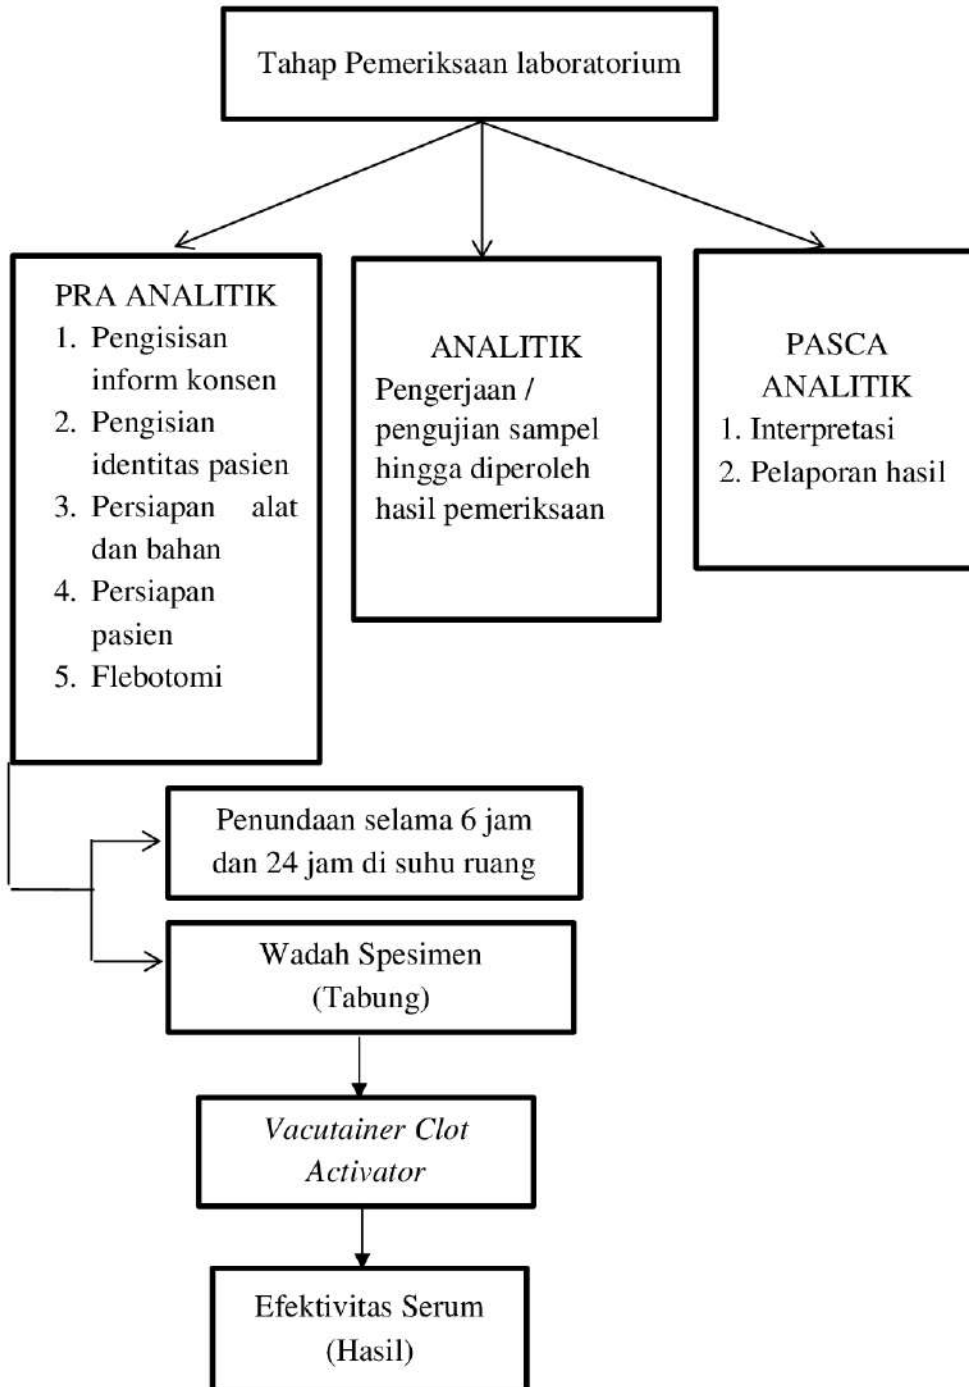 Tahap Pemeriksaan laboratorium
PRA ANALITIK
1. Pengisisan
inform konsen
2. Pengisian
identitas pasien
3. Persiapan alat
dan bahan
4. Persiapan
pasien
5. Flebotomi
ANALITIK
Pengerjaan /
pengujian sampel
hingga diperoleh
hasil pemeriksaan
PASCA
ANALITIK
1. Interpretasi
2. Pelaporan hasil
Penundaan selama 6 jam
dan 24 jam di suhu ruang
Wadah Spesimen
(Tabung)
Vacutainer Clot
Activator
Efektivitas Serum
(Hasil)